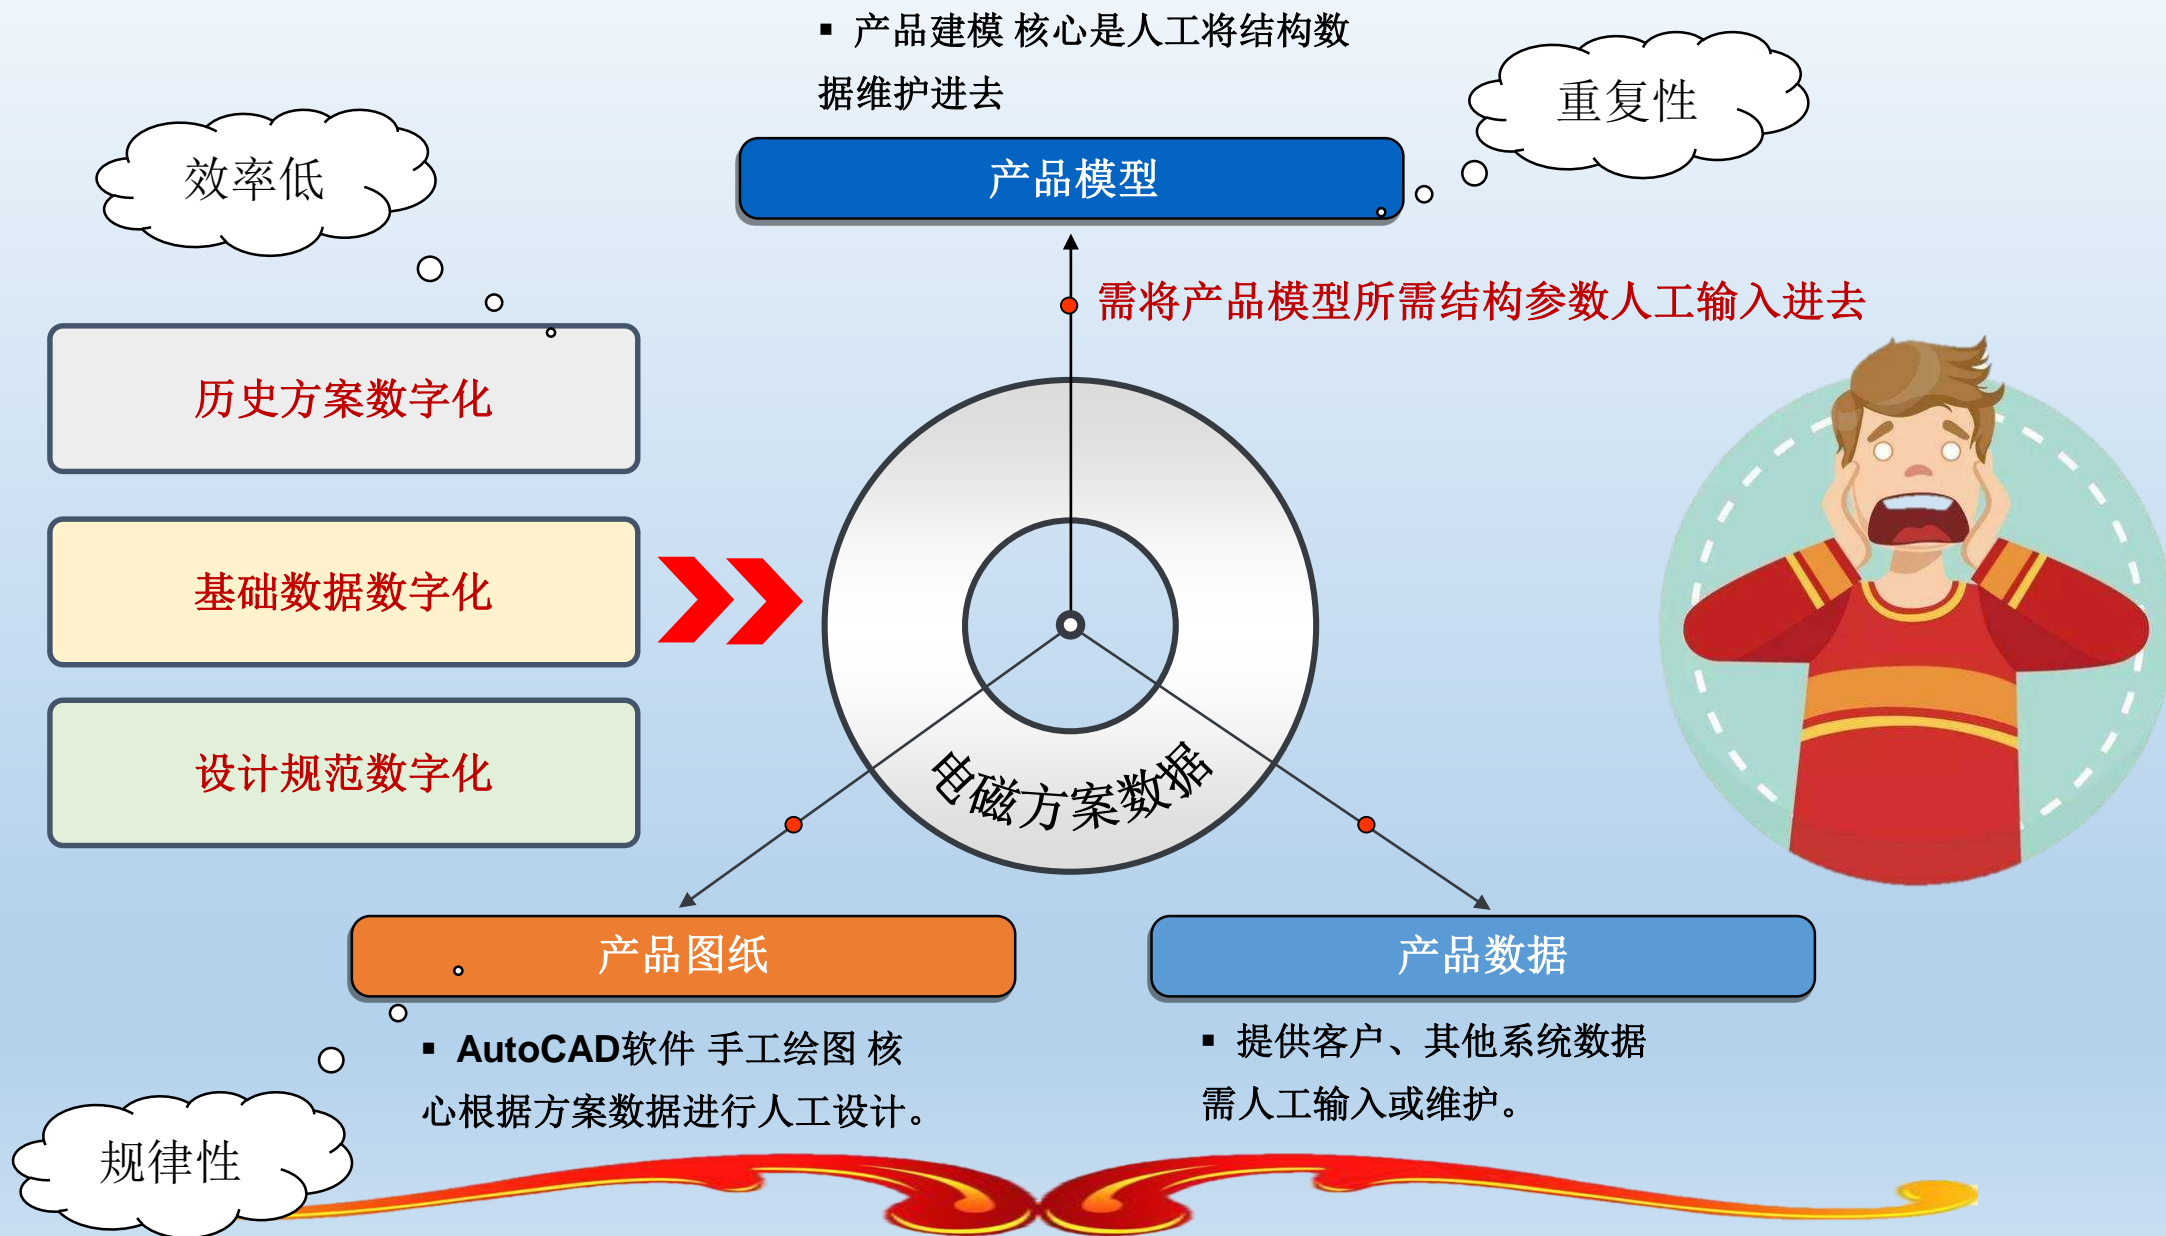 ▪ 产品建模 核心是人工将结构数
据维护进去
重复性
效率低
产品模型
需将产品模型所需结构参数人工输入进去
历史方案数字化
基础数据数字化
设计规范数字化
电磁方案数据
产品图纸
产品数据
▪ AutoCAD软件 手工绘图 核
心根据方案数据进行人工设计。
▪ 提供客户、其他系统数据
需人工输入或维护。
规律性